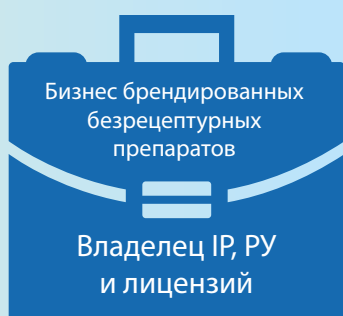 Бизнес брендированных
безрецептурных
препаратов
Владелец IP, РУ
и лицензий